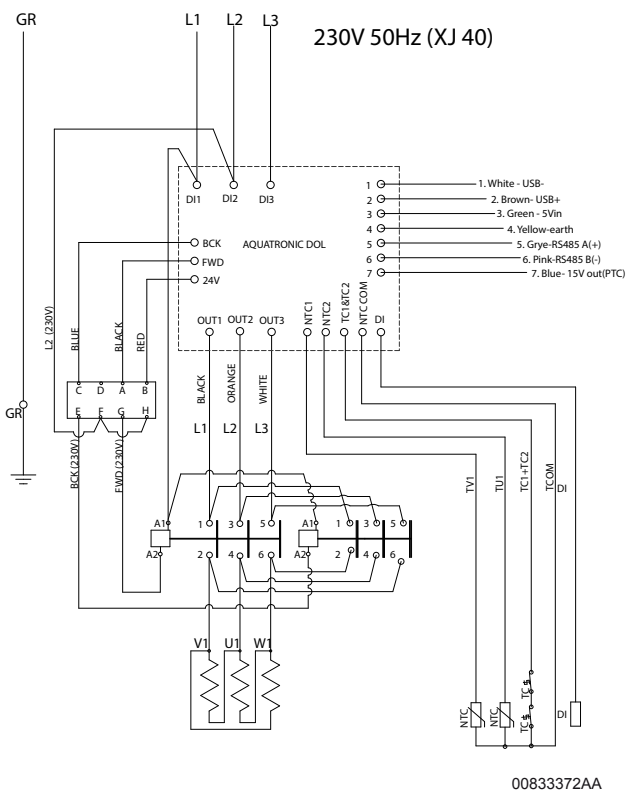 GR L1 L2 L3
230V 50Hz (XJ 40)
DI1 DI2 DI3
1 1. White - USB-
2 2. Brown- USB+
3 3. Green - 5Vin
4 4. Yellow-earth
5 5. Grye-RS485 A(+)
6 6. Pink-RS485 B(-)
7 7. Blue- 15V out(PTC)
BCK
AQUATRONIC DOL
FWD
24V
OUT1 OUT2 OUT3
NTC1 NTC2 TC1&TC2 NTC COM DI
L2 (230V) BLUE BLACK RED
BLACK ORANGE WHITE
C D A B
E F G H
GR
L1 L2 L3
BCK (230V) FWD (230V)
TV1 TU1 TC1+TC2 TCOM DI
A1 1 3 5 A1 1 3 5
A2 2 4 6 A2 2 4 6
V1 U1 W1
NTC NTC TC TC DI
00833372AA